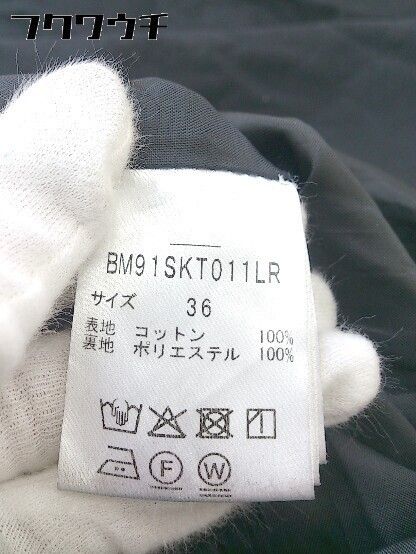 フクワウチ
BM91SKT011LR
サイズ 36
表地 コットン 100%
裏地 ポリエステル 100%
F W